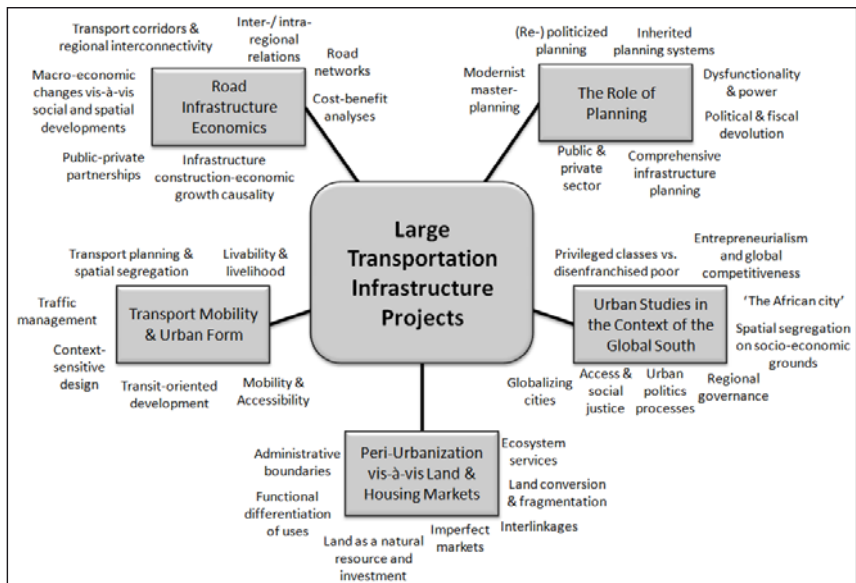 Transport corridors
& regional interconnectivity
Inter-/ intra-
regional
relations
Road
networks
Macro-economic
changes vis-à-vis
social and spatial
developments
Road
Infrastructure
Economics
Cost-benefit
analyses
Public-private
partnerships
Infrastructure
construction-economic
growth causality
(Re-) politicized
planning
Inherited
planning systems
Modernist
master-
planning
The Role of
Planning
Dysfunctionality
& power
Political & fiscal
devolution
Public &
private
sector
Comprehensive
infrastructure
planning
Large
Transportation
Infrastructure
Projects
Transport planning &
spatial segregation
Livability &
livelihood
Traffic
management
Transport Mobility
& Urban Form
Context-
sensitive
design
Transit-oriented
development
Mobility &
Accessibility
Privileged classes vs.
disenfranchised poor
Entrepreneurialism
and global
competitiveness
Urban Studies in
the Context of the
Global South
'The African city'
Spatial segregation
on socio-economic
grounds
Globalizing
cities
Access &
social
justice
Urban
politics
processes
Regional
governance
Administrative
boundaries
Peri-Urbanization
vis-à-vis Land &
Housing Markets
Ecosystem
services
Land conversion
& fragmentation
Functional
differentiation
of uses
Land as a natural
resource and
investment
Imperfect
markets
Interlinkages